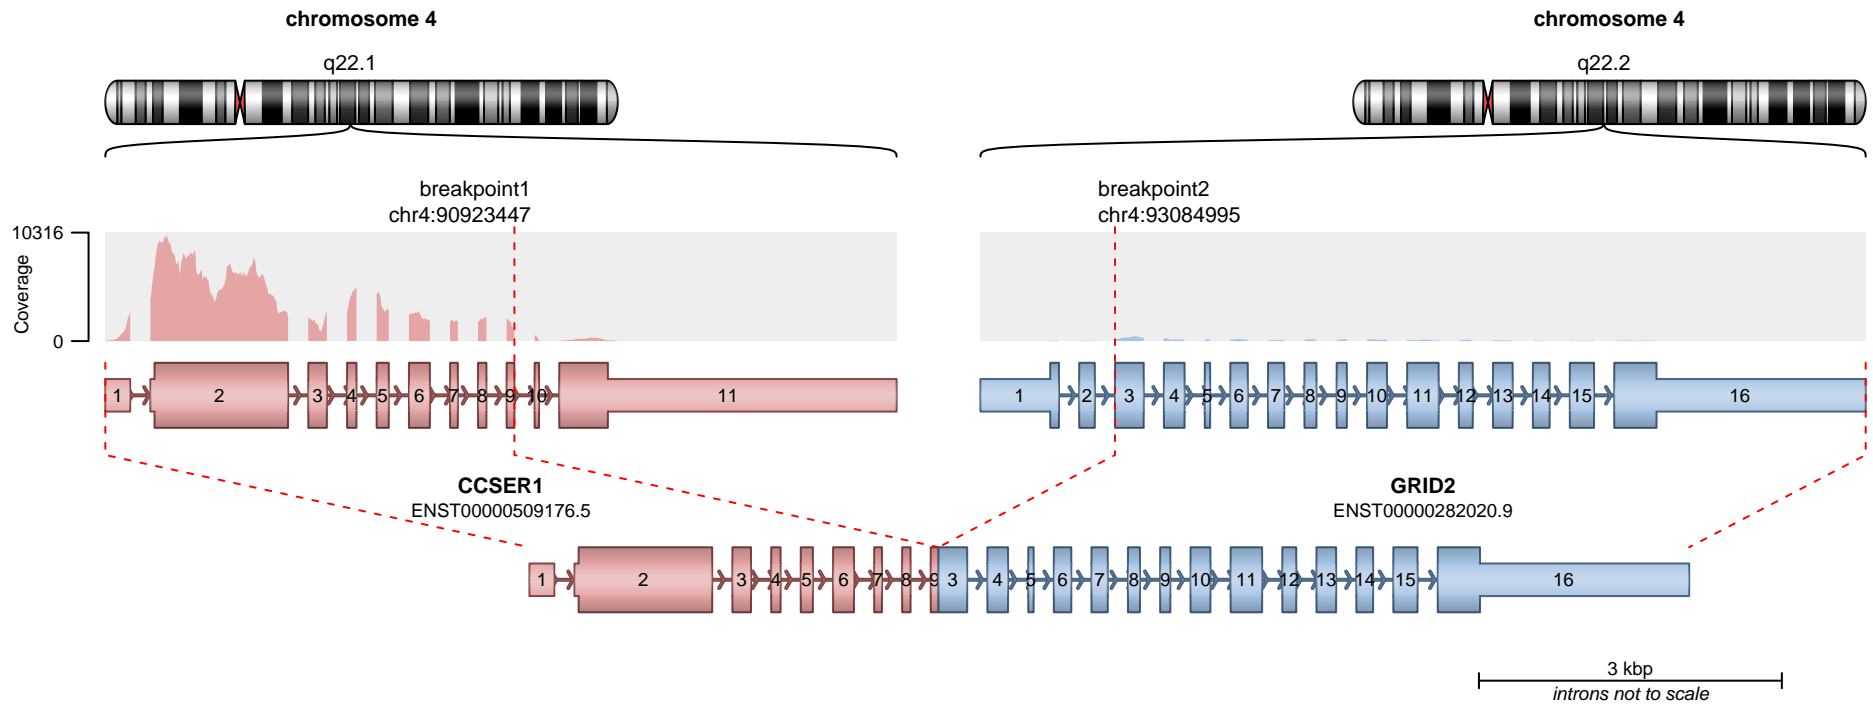 chromosome 4
chromosome 4
q22.1
q22.2
breakpoint1
chr4:90923447
breakpoint2
chr4:93084995
10316
Coverage
0
1 2 3 4 5 6 7 8 9 10 11
1 2 3 4 5 6 7 8 9 10 11 12 13 14 15 16
CCSER1
ENST00000509176.5
GRID2
ENST00000282020.9
1 2 3 4 5 6 7 8 9 3 4 5 6 7 8 9 10 11 12 13 14 15 16
3 kbp
introns not to scale